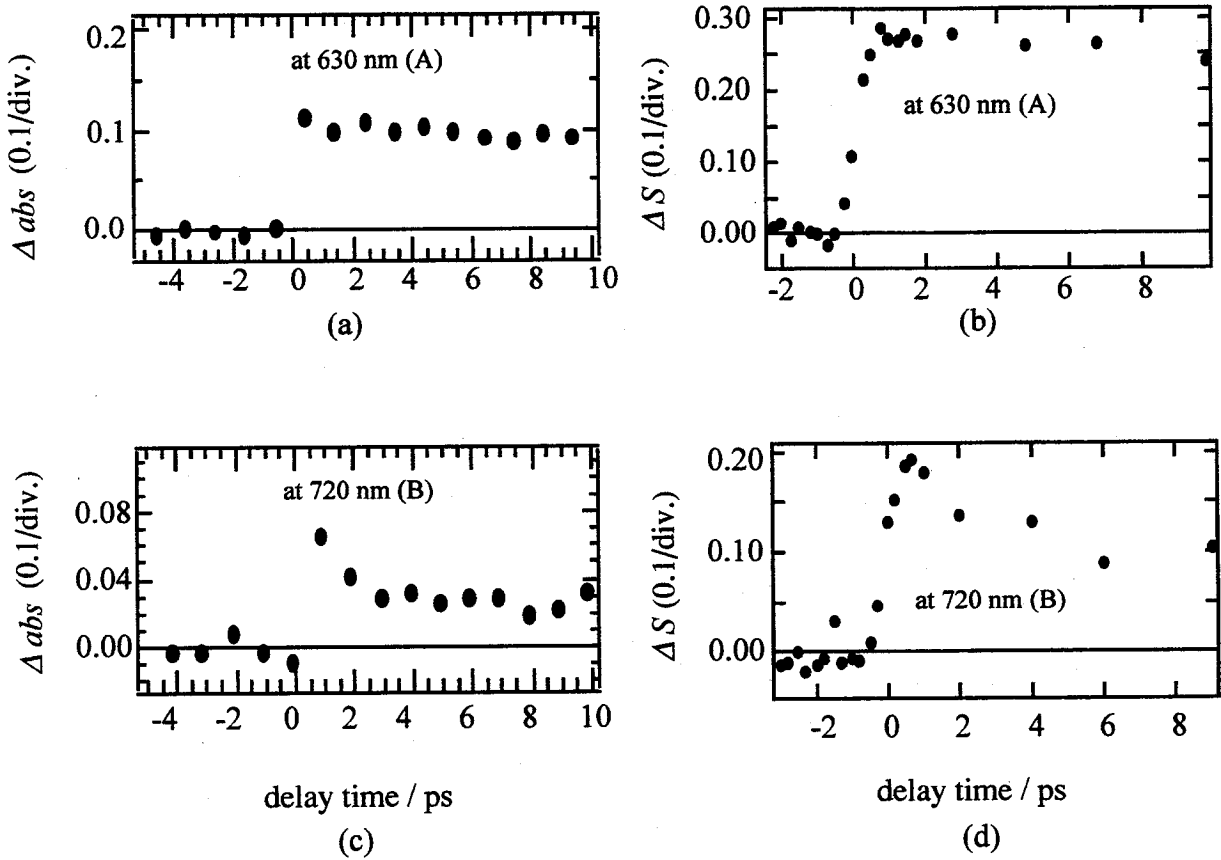 Δ abs (0.1/div.)
0.2
0.1
0.0
at 630 nm (A)
-4 -2 0 2 4 6 8 10
(a)
Δ S (0.1/div.)
0.30
0.20
0.10
0.00
at 630 nm (A)
-2 0 2 4 6 8
(b)
Δ abs (0.1/div.)
0.08
0.04
0.00
at 720 nm (B)
-4 -2 0 2 4 6 8 10
delay time / ps
(c)
Δ S (0.1/div.)
0.20
0.10
0.00
at 720 nm (B)
-2 0 2 4 6 8
delay time / ps
(d)